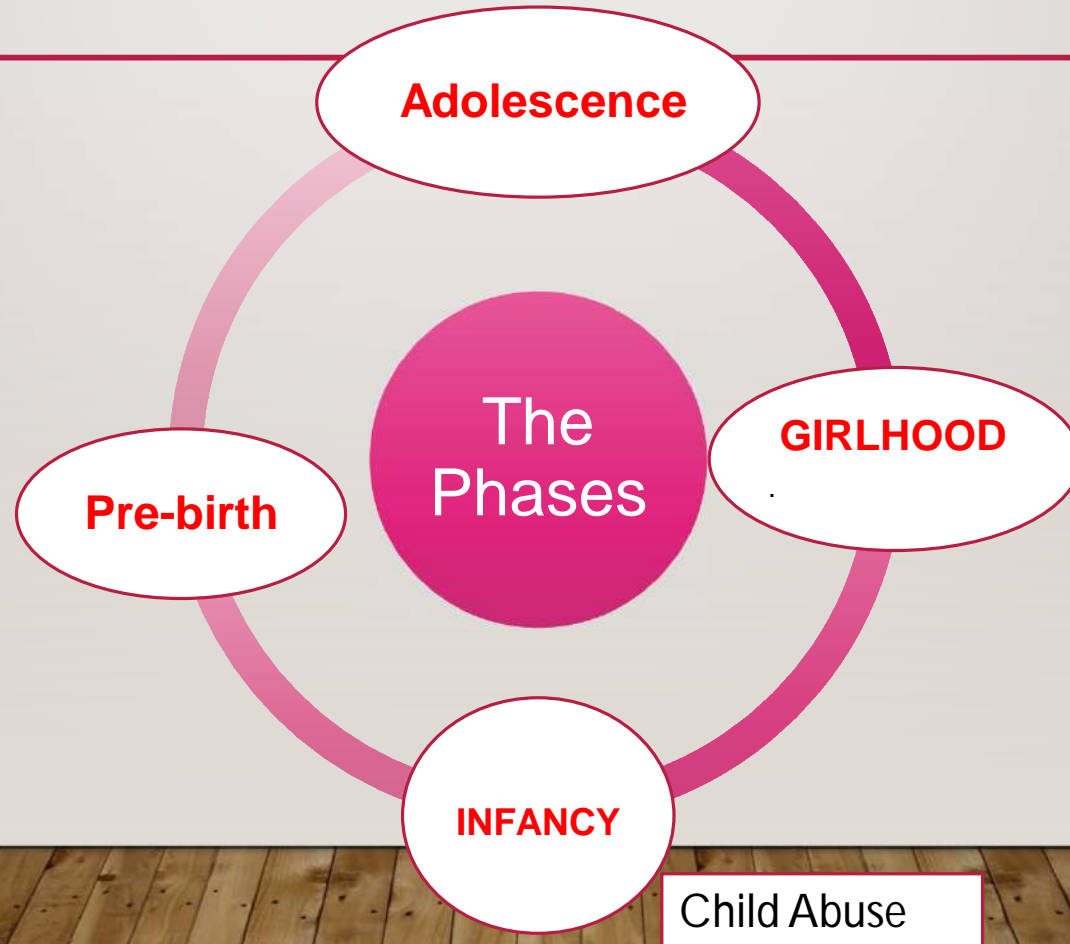 Adolescence
The
Phases
GIRLHOOD
.
Pre-birth
INFANCY
Child Abuse